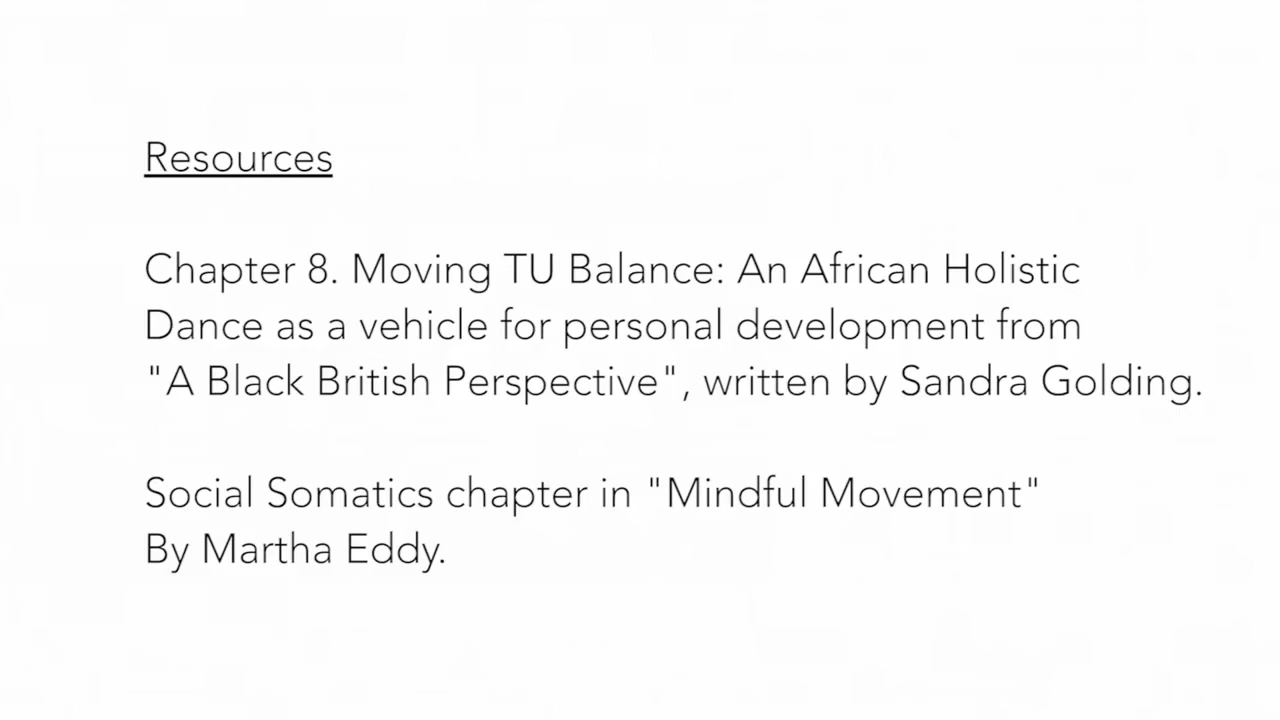 Resources
Chapter 8. Moving TU Balance: An African Holistic
Dance as a vehicle for personal development from
"A Black British Perspective", written by Sandra Golding.
Social Somatics chapter in "Mindful Movement"
By Martha Eddy.